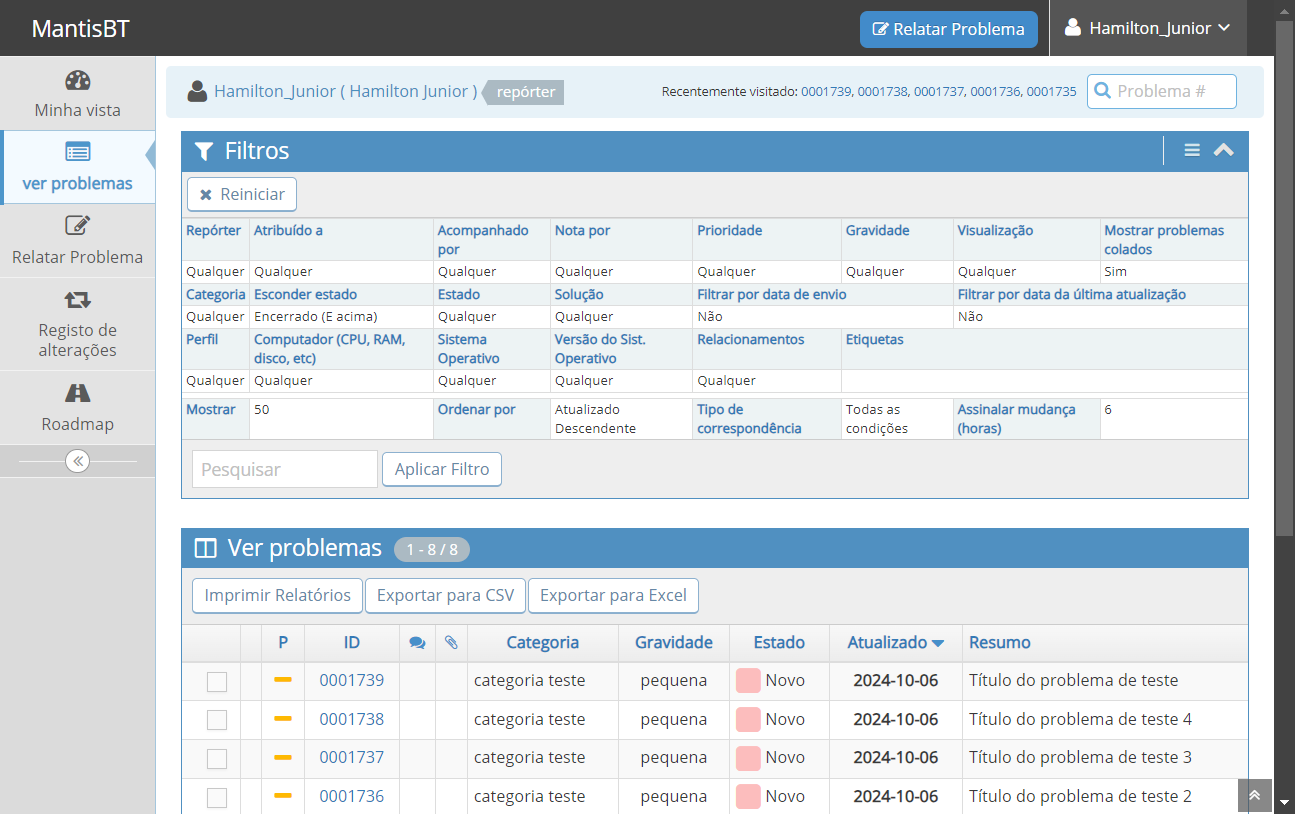 MantisBT
Relatar Problema
Hamilton_Junior
Minha vista
ver problemas
Relatar Problema
Registo de
alterações
Roadmap
Hamilton_Junior ( Hamilton Junior ) repórter
Recentemente visitado: 0001739, 0001738, 0001737, 0001736, 0001735
Problema #
Filtros
Reiniciar
Repórter Atribuído a Acompanhado por Nota por Prioridade Gravidade Visualização Mostrar problemas colados
Qualquer Qualquer Qualquer Qualquer Qualquer Qualquer Qualquer Sim
Categoria Esconder estado Estado Solução Filtrar por data de envio Filtrar por data da última atualização
Qualquer Encerrado (E acima) Qualquer Qualquer Não Não
Perfil Computador (CPU, RAM, disco, etc) Sistema Operativo Versão do Sist. Operativo Relacionamentos Etiquetas
Qualquer Qualquer Qualquer Qualquer Qualquer
Mostrar 50 Ordenar por Atualizado Descendente Tipo de correspondência Todas as condições Assinalar mudança (horas) 6
Pesquisar Aplicar Filtro
Ver problemas 1 - 8 / 8
Imprimir Relatórios Exportar para CSV Exportar para Excel
P ID Categoria Gravidade Estado Atualizado Resumo
0001739 categoria teste pequena Novo 2024-10-06 Título do problema de teste
0001738 categoria teste pequena Novo 2024-10-06 Título do problema de teste 4
0001737 categoria teste pequena Novo 2024-10-06 Título do problema de teste 3
0001736 categoria teste pequena Novo 2024-10-06 Título do problema de teste 2